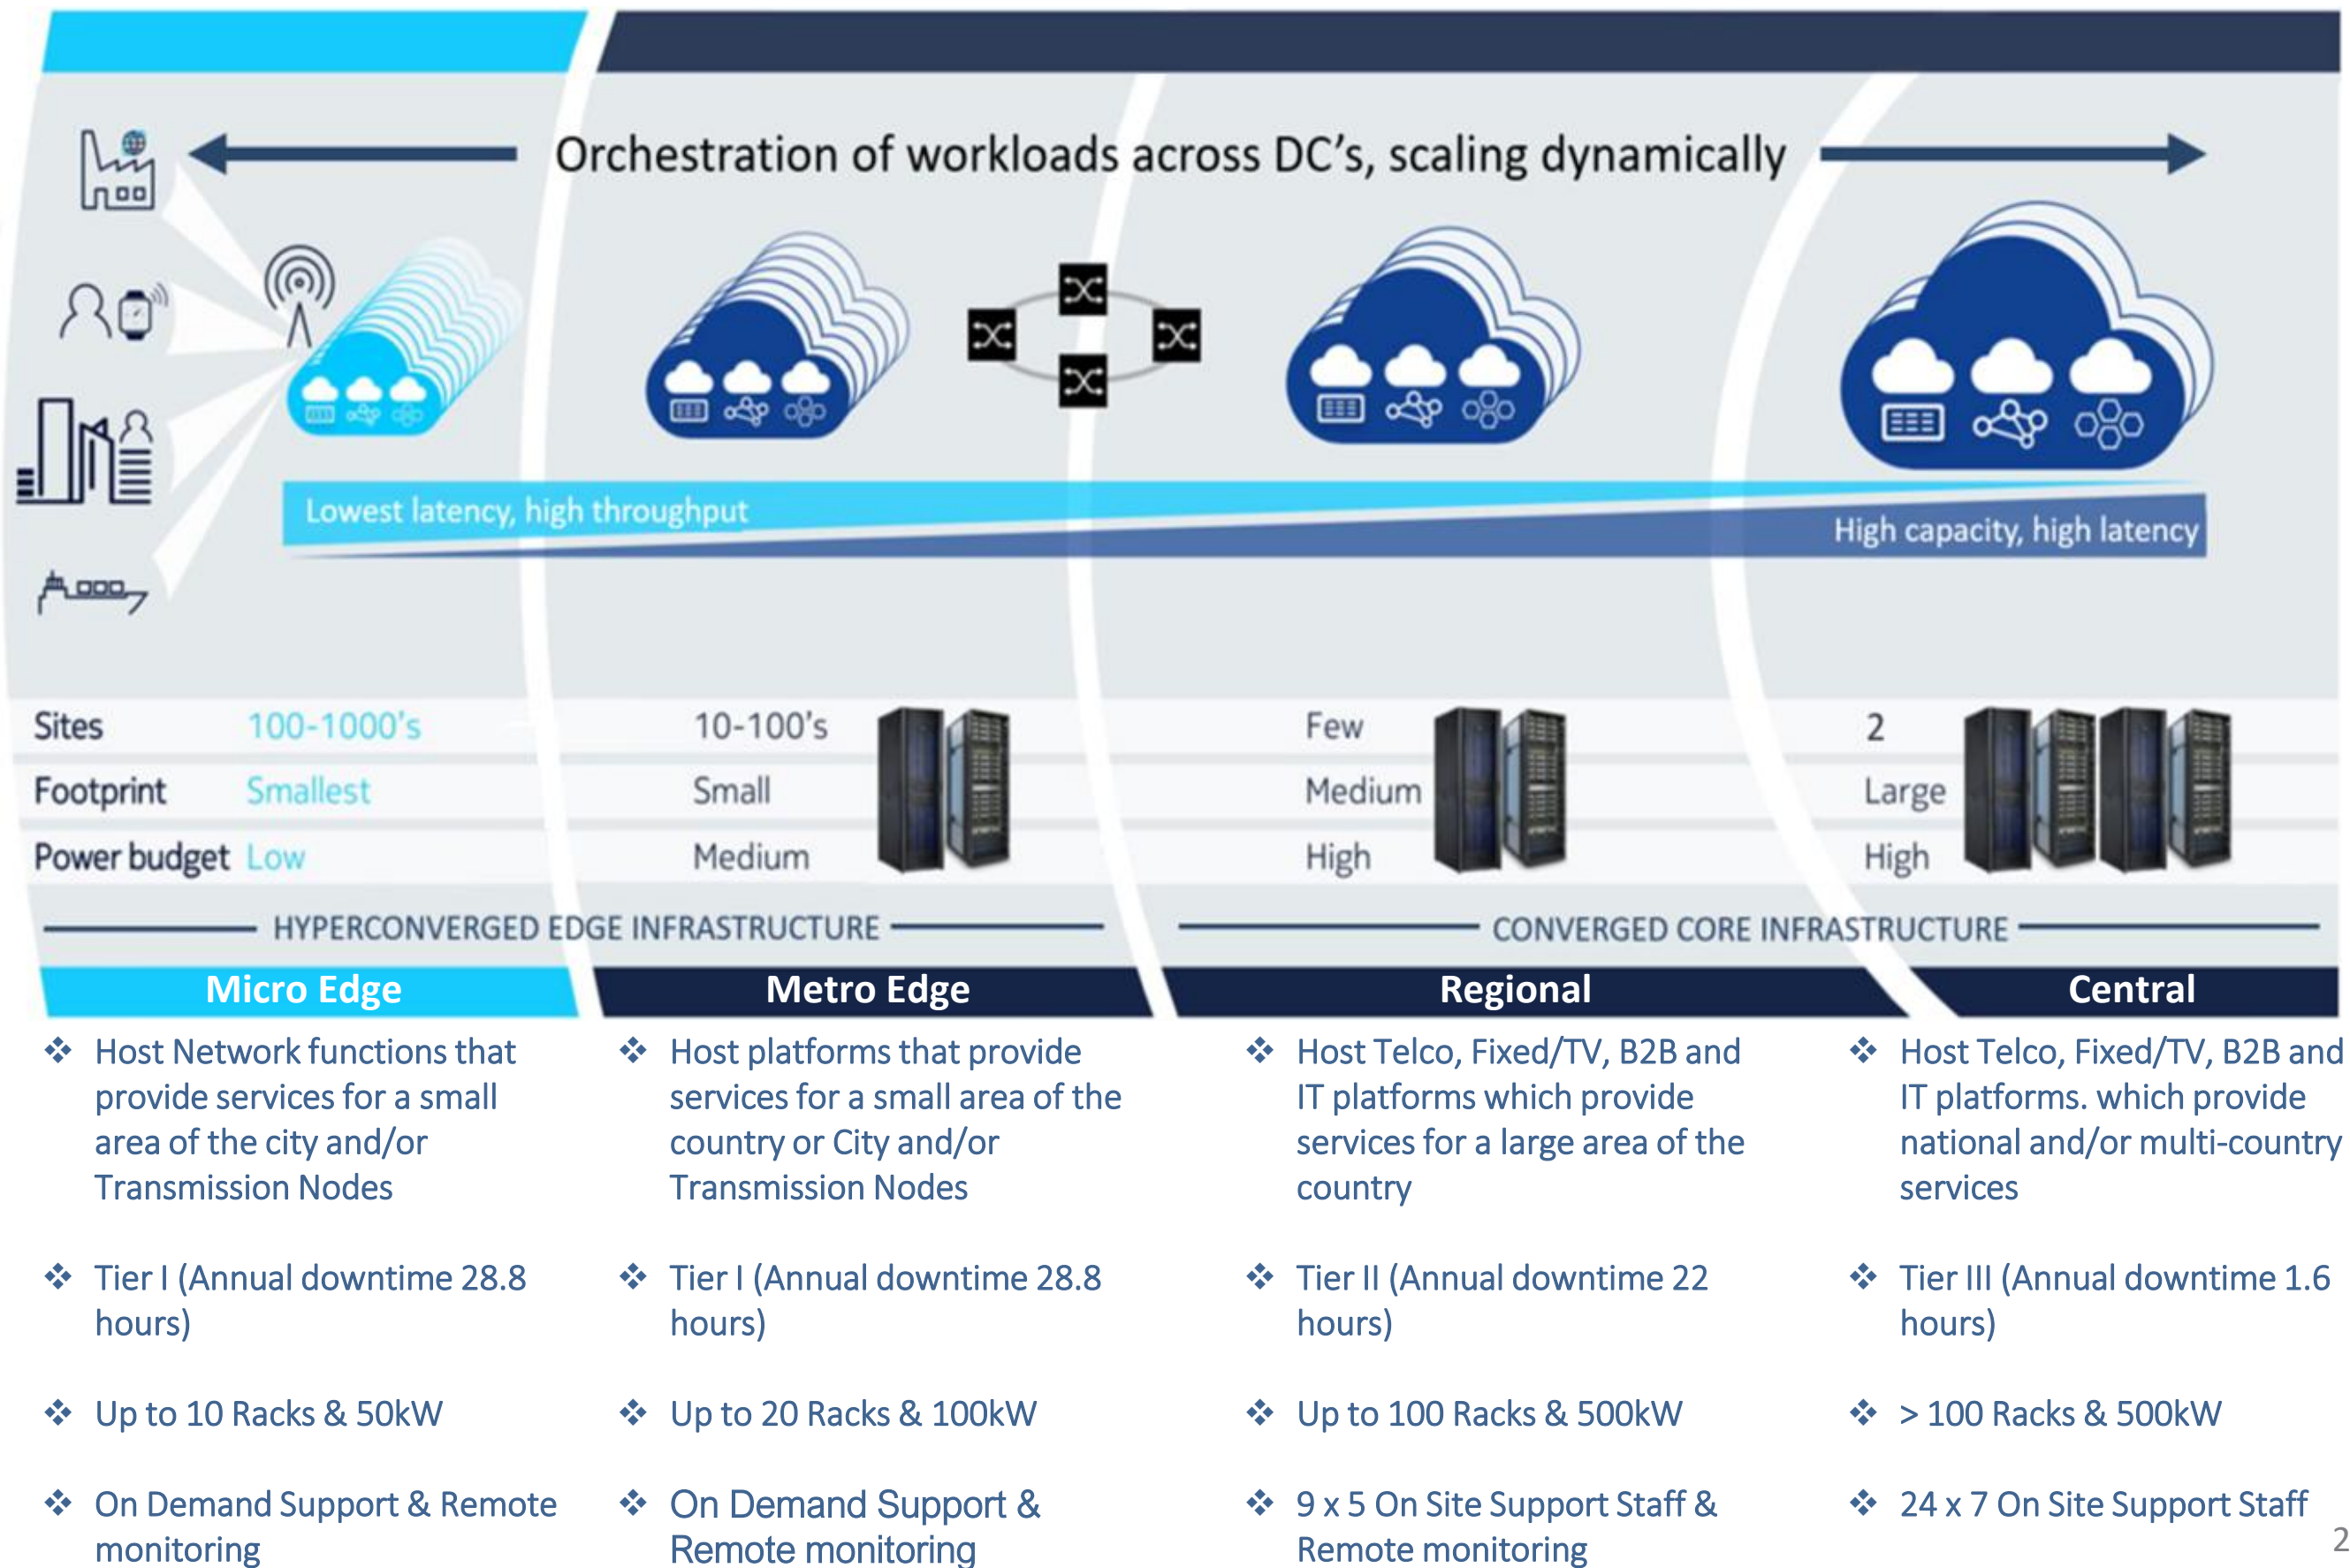 Orchestration of workloads across DC’s, scaling dynamically
Lowest latency, high throughput
High capacity, high latency
Sites 100-1000’s 10-100’s Few 2
Footprint Smallest Small Medium Large
Power budget Low Medium High High
HYPERCONVERGED EDGE INFRASTRUCTURE CONVERGED CORE INFRASTRUCTURE
Micro Edge
❖ Host Network functions that
provide services for a small
area of the city and/or
Transmission Nodes
❖ Tier I (Annual downtime 28.8
hours)
❖ Up to 10 Racks & 50kW
❖ On Demand Support & Remote
monitoring
Metro Edge
❖ Host platforms that provide
services for a small area of the
country or City and/or
Transmission Nodes
❖ Tier I (Annual downtime 28.8
hours)
❖ Up to 20 Racks & 100kW
❖ On Demand Support &
Remote monitoring
Regional
❖ Host Telco, Fixed/TV, B2B and
IT platforms which provide
services for a large area of the
country
❖ Tier II (Annual downtime 22
hours)
❖ Up to 100 Racks & 500kW
❖ 9 x 5 On Site Support Staff &
Remote monitoring
Central
❖ Host Telco, Fixed/TV, B2B and
IT platforms. which provide
national and/or multi-country
services
❖ Tier III (Annual downtime 1.6
hours)
❖ > 100 Racks & 500kW
❖ 24 x 7 On Site Support Staff
2